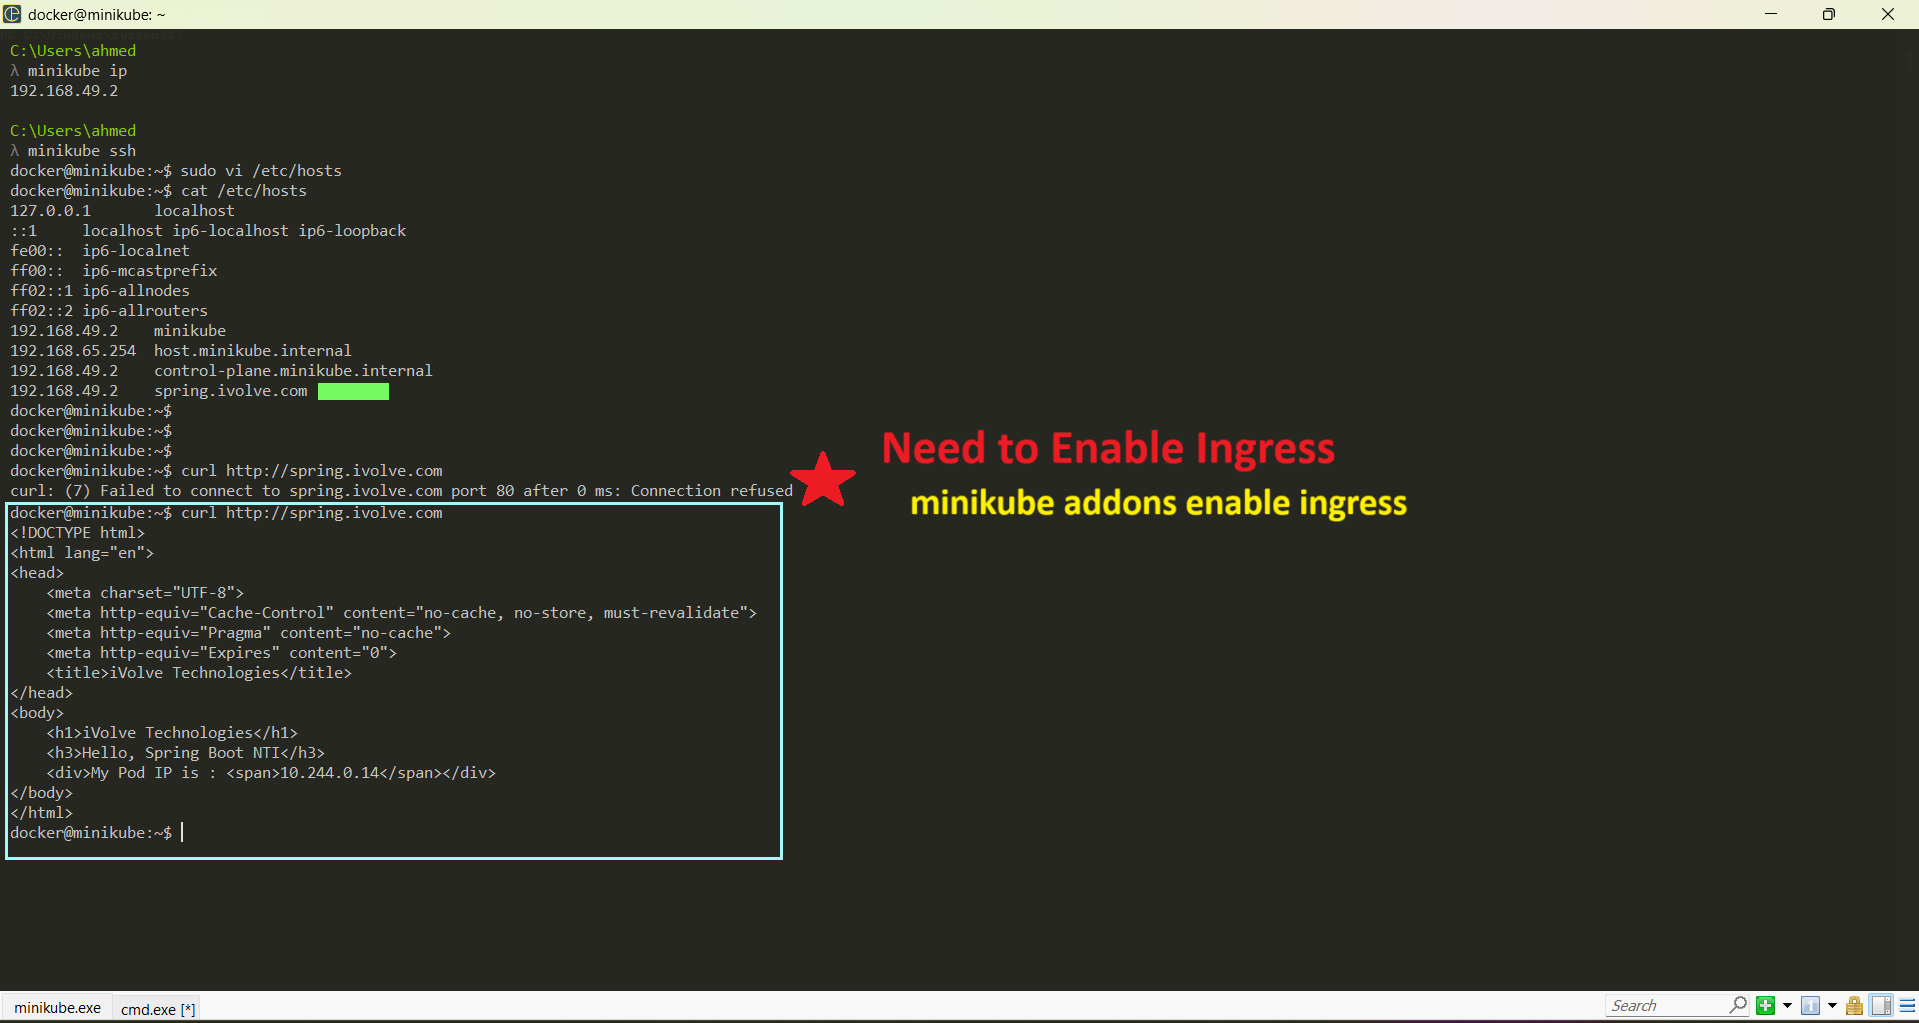 docker@minikube: ~
C:\Users\ahmed
λ minikube ip
192.168.49.2
C:\Users\ahmed
λ minikube ssh
docker@minikube:~$ sudo vi /etc/hosts
docker@minikube:~$ cat /etc/hosts
127.0.0.1       localhost
::1     localhost ip6-localhost ip6-loopback
fe00::  ip6-localnet
ff00::  ip6-mcastprefix
ff02::1 ip6-allnodes
ff02::2 ip6-allrouters
192.168.49.2    minikube
192.168.65.254  host.minikube.internal
192.168.49.2    control-plane.minikube.internal
192.168.49.2    spring.ivolve.com
docker@minikube:~$
docker@minikube:~$
docker@minikube:~$
docker@minikube:~$ curl http://spring.ivolve.com
curl: (7) Failed to connect to spring.ivolve.com port 80 after 0 ms: Connection refused
Need to Enable Ingress
minikube addons enable ingress
docker@minikube:~$ curl http://spring.ivolve.com
<!DOCTYPE html>
<html lang="en">
<head>
    <meta charset="UTF-8">
    <meta http-equiv="Cache-Control" content="no-cache, no-store, must-revalidate">
    <meta http-equiv="Pragma" content="no-cache">
    <meta http-equiv="Expires" content="0">
    <title>iVolve Technologies</title>
</head>
<body>
    <h1>iVolve Technologies</h1>
    <h3>Hello, Spring Boot NTI</h3>
    <div>My Pod IP is : <span>10.244.0.14</span></div>
</body>
</html>
docker@minikube:~$
minikube.exe
cmd.exe [*]
Search